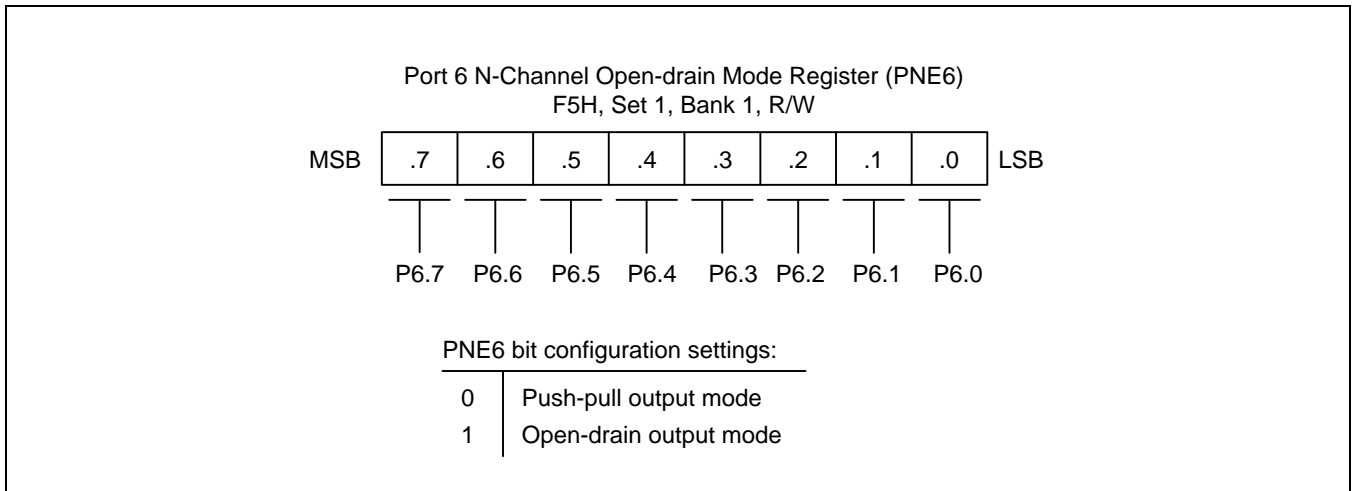 Port 6 N-Channel Open-drain Mode Register (PNE6)
F5H, Set 1, Bank 1, R/W
MSB .7 .6 .5 .4 .3 .2 .1 .0 LSB
P6.7 P6.6 P6.5 P6.4 P6.3 P6.2 P6.1 P6.0
PNE6 bit configuration settings:
0 Push-pull output mode
1 Open-drain output mode